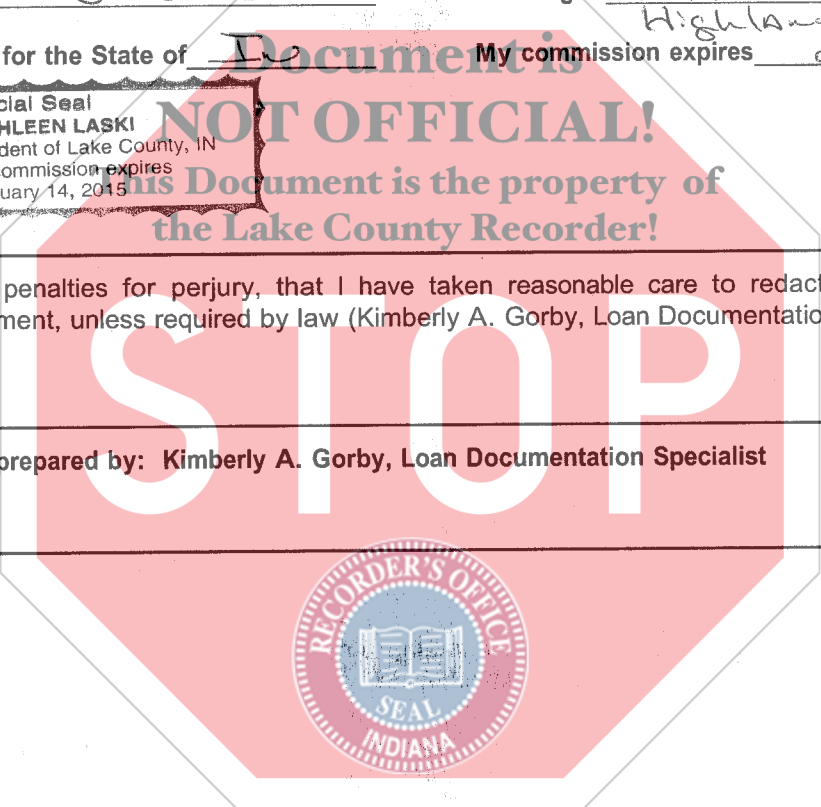 Highlan
for the State of In My commission expires
Document is
NOT OFFICIAL!
This Document is the property of
the Lake County Recorder!
cial Seal
HLEEN LASKI
dent of Lake County, IN
ommission expires
uary 14, 2015
penalties for perjury, that I have taken reasonable care to redact
ment, unless required by law (Kimberly A. Gorby, Loan Documentatio
STOP
prepared by: Kimberly A. Gorby, Loan Documentation Specialist
RECORDER'S OFFICE
SEAL
INDIANA